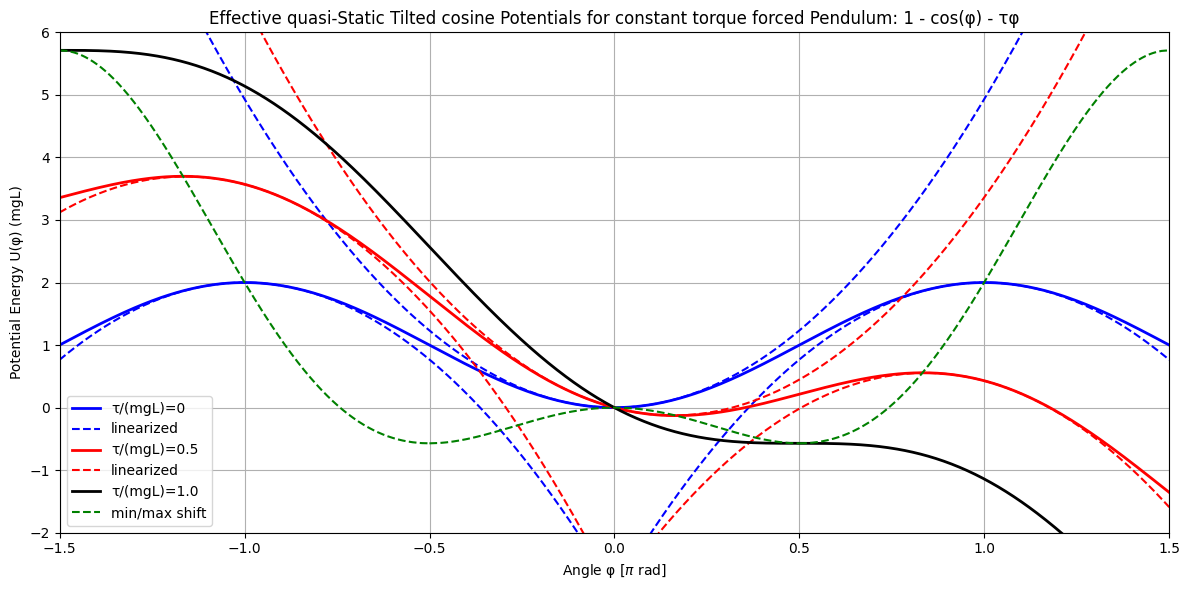 Effective quasi-Static Tilted cosine Potentials for constant torque forced Pendulum: 1 - cos(φ) - τφ
6
5
4
3
2
1
0
−1
−2
Potential Energy U(φ) (mgL)
τ/(mgL)=0
linearized
τ/(mgL)=0.5
linearized
τ/(mgL)=1.0
min/max shift
−1.5
−1.0
−0.5
0.0
0.5
1.0
1.5
Angle φ [π rad]